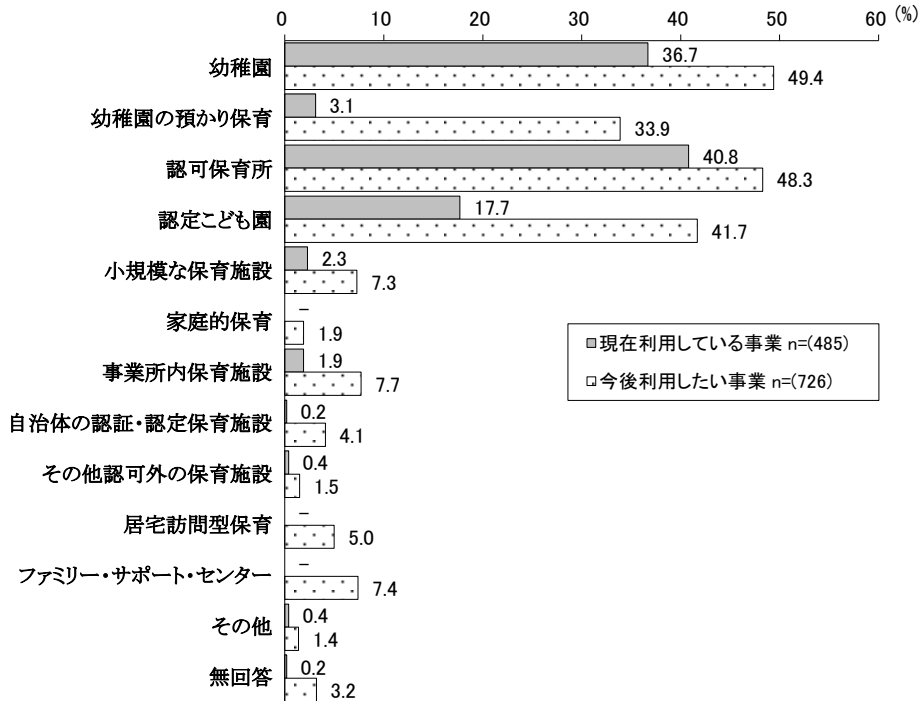 0 10 20 30 40 50 60 (%)
幼稚園 36.7
49.4
幼稚園の預かり保育 3.1
33.9
認可保育所 40.8
48.3
認定こども園 17.7
41.7
小規模な保育施設 2.3
7.3
家庭的保育 –
1.9
事業所内保育施設 1.9
7.7
自治体の認証・認定保育施設 0.2
4.1
その他認可外の保育施設 0.4
1.5
居宅訪問型保育 –
5.0
ファミリー・サポート・センター –
7.4
その他 0.4
1.4
無回答 0.2
3.2
現在利用している事業 n=(485)
今後利用したい事業 n=(726)